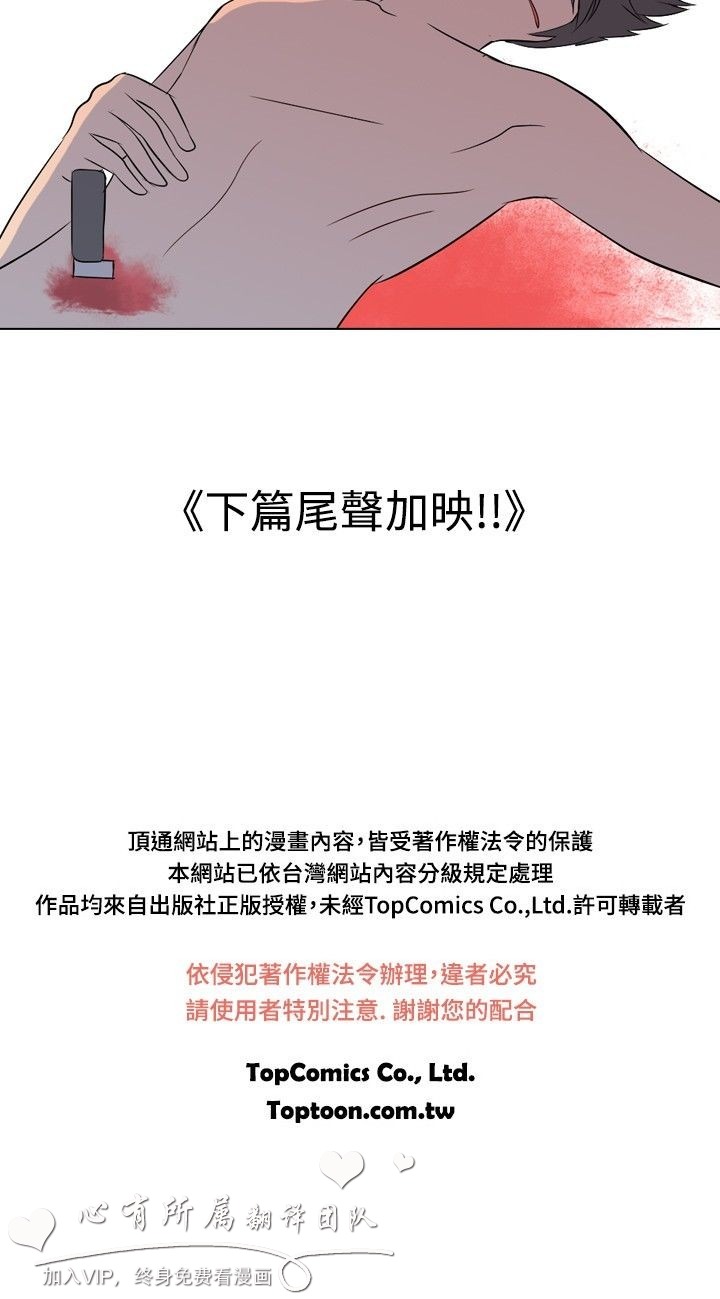 《下篇尾聲加映!!》
頂通網站上的漫畫內容，皆受著作權法令的保護
本網站已依台灣網站內容分級規定處理
作品均來自出版社正版授權，未經TopComics Co.,Ltd.許可轉載者
依侵犯著作權法令辦理，違者必究
請使用者特別注意. 謝謝您的配合
TopComics Co., Ltd.
Toptoon.com.tw
心有所属翻译团队
加入VIP，终身免费看漫画